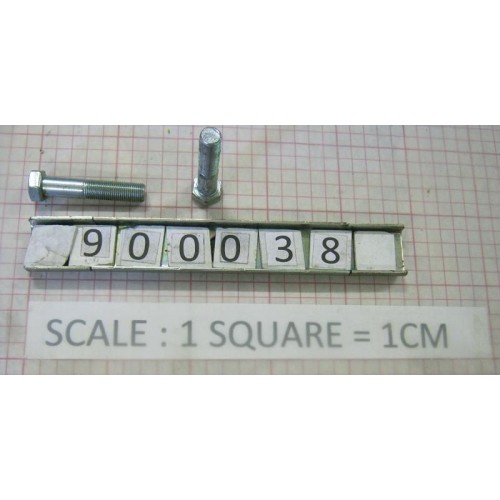 900038
SCALE : 1 SQUARE = 1CM